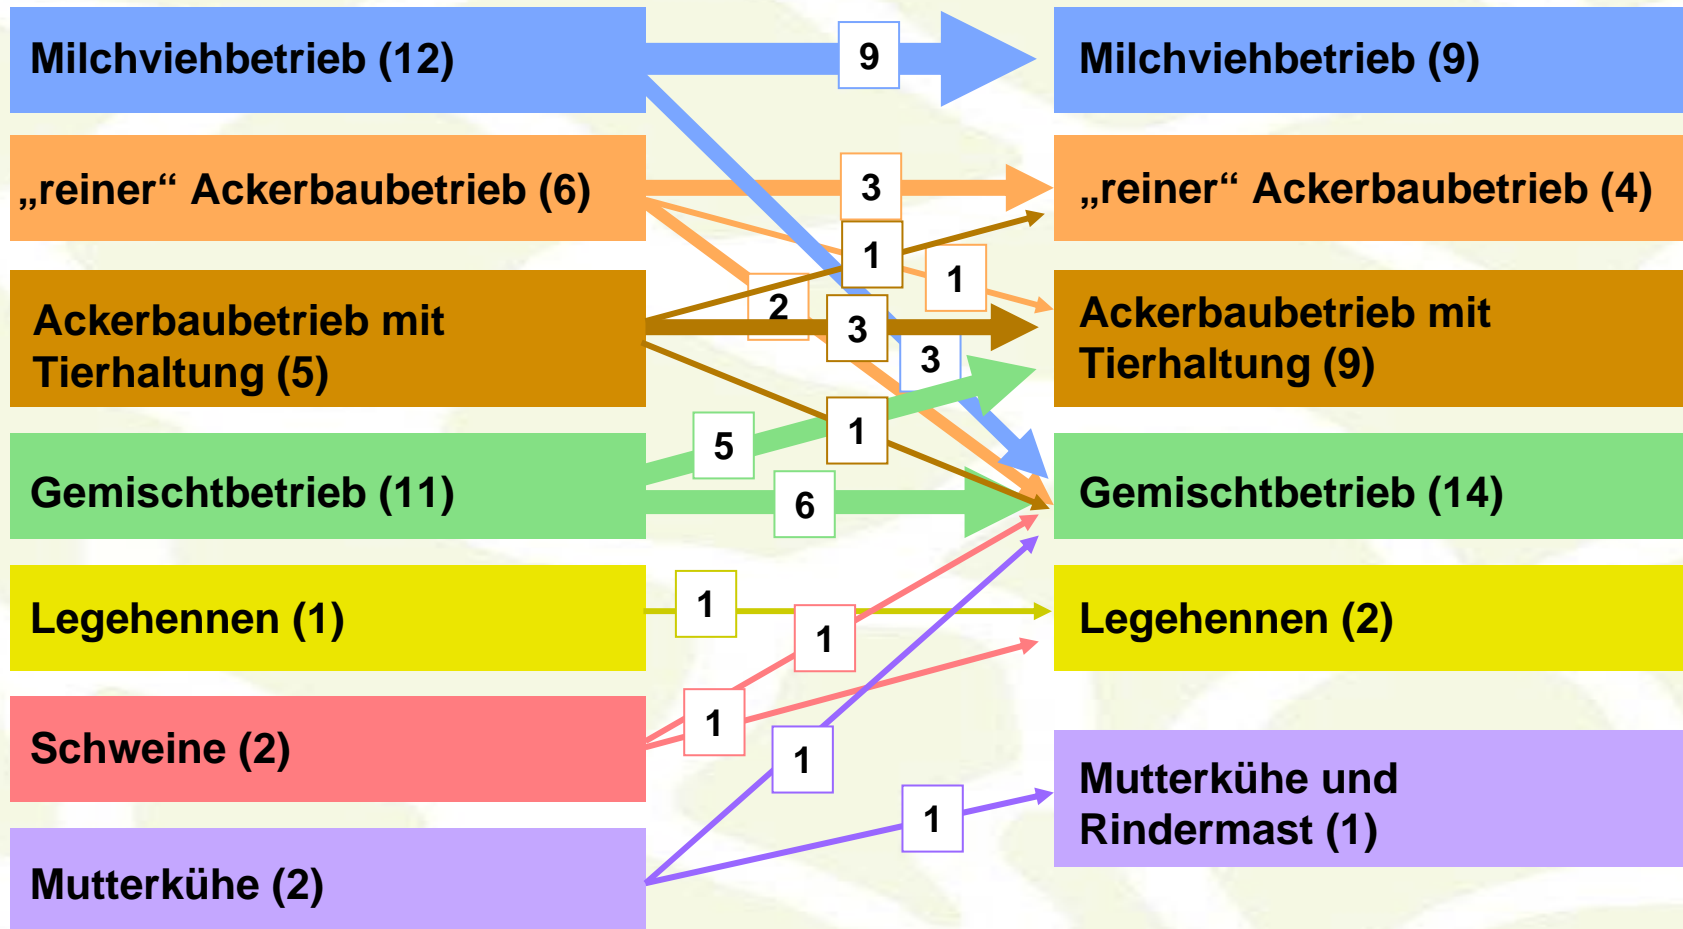 Milchviehbetrieb (12)
9
Milchviehbetrieb (9)
„reiner“ Ackerbaubetrieb (6)
3
„reiner“ Ackerbaubetrieb (4)
1
1
2
Ackerbaubetrieb mit
Tierhaltung (5)
3
3
Ackerbaubetrieb mit
Tierhaltung (9)
1
5
Gemischtbetrieb (11)
6
Gemischtbetrieb (14)
Legehennen (1)
1
1
Legehennen (2)
Schweine (2)
1
1
Mutterkühe und
Rindermast (1)
1
Mutterkühe (2)